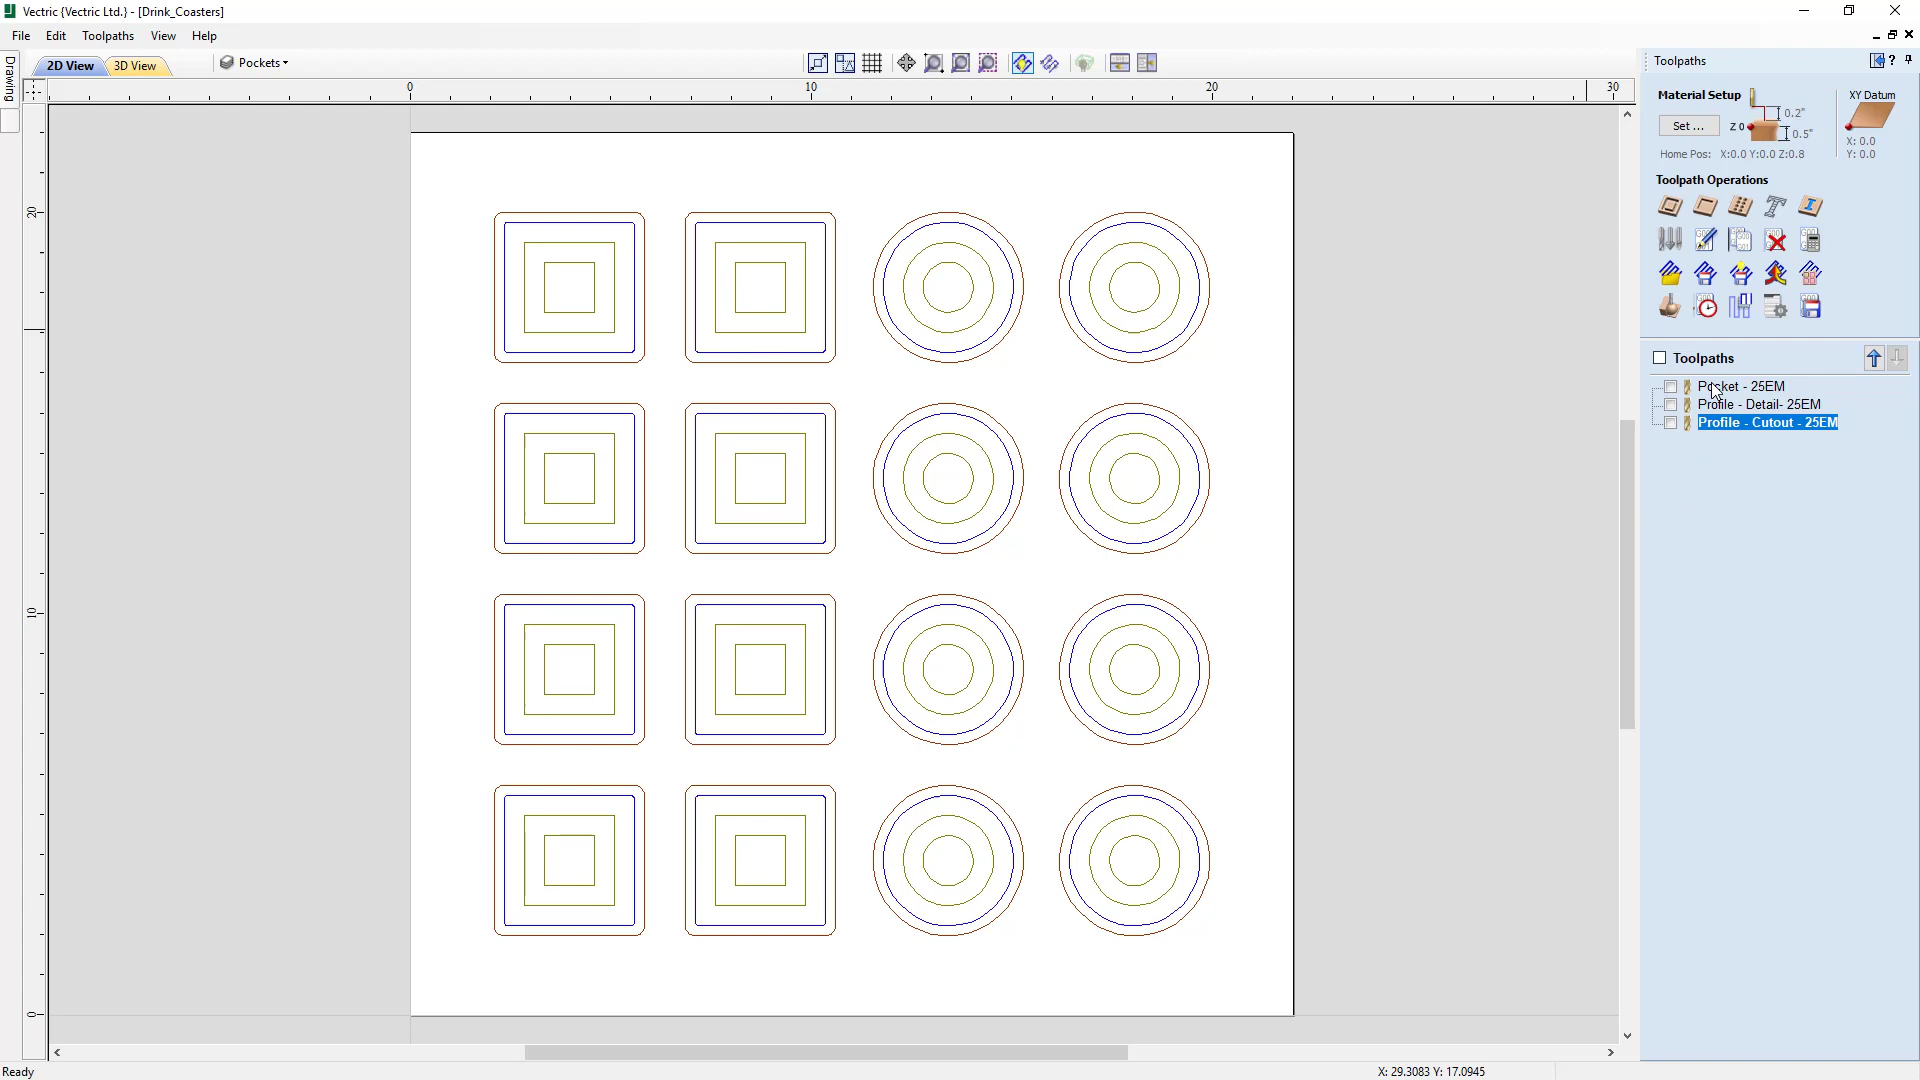 Vectric {Vectric Ltd.} - [Drink_Coasters]
File Edit Toolpaths View Help
Drawing
2D View 3D View Pockets
0 10 20 30
20
10
0
Toolpaths
Material Setup
Set ...
Z 0
0.2"
0.5"
Home Pos: X:0.0 Y:0.0 Z:0.8
XY Datum
X: 0.0
Y: 0.0
Toolpath Operations
Toolpaths
Pocket - 25EM
Profile - Detail- 25EM
Profile - Cutout - 25EM
Ready
X: 29.3083 Y: 17.0945